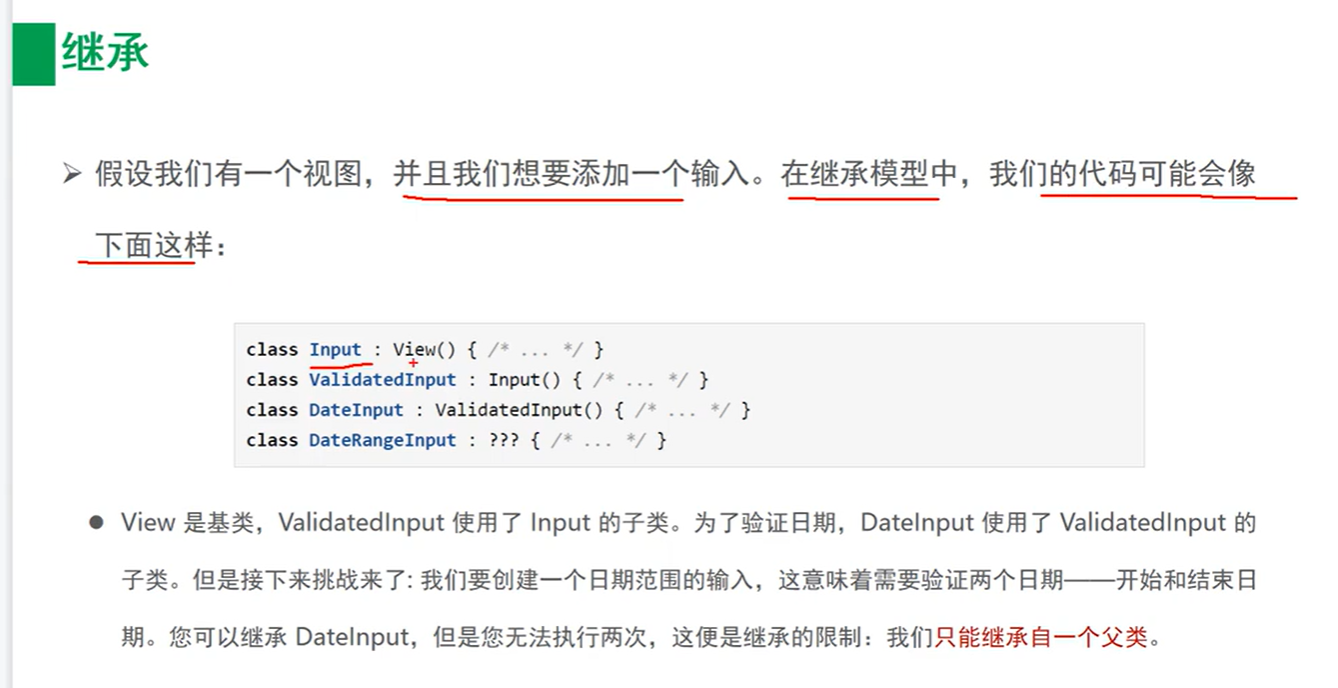 继承
➢ 假设我们有一个视图，并且我们想要添加一个输入。在继承模型中，我们的代码可能会像
下面这样：
class Input : View() { /* ... */ }
class ValidatedInput : Input() { /* ... */ }
class DateInput : ValidatedInput() { /* ... */ }
class DateRangeInput : ??? { /* ... */ }
● View 是基类，ValidatedInput 使用了 Input 的子类。为了验证日期，DateInput 使用了 ValidatedInput 的
子类。但是接下来挑战来了: 我们要创建一个日期范围的输入，这意味着需要验证两个日期——开始和结束日
期。您可以继承 DateInput，但是您无法执行两次，这便是继承的限制：我们只能继承自一个父类。